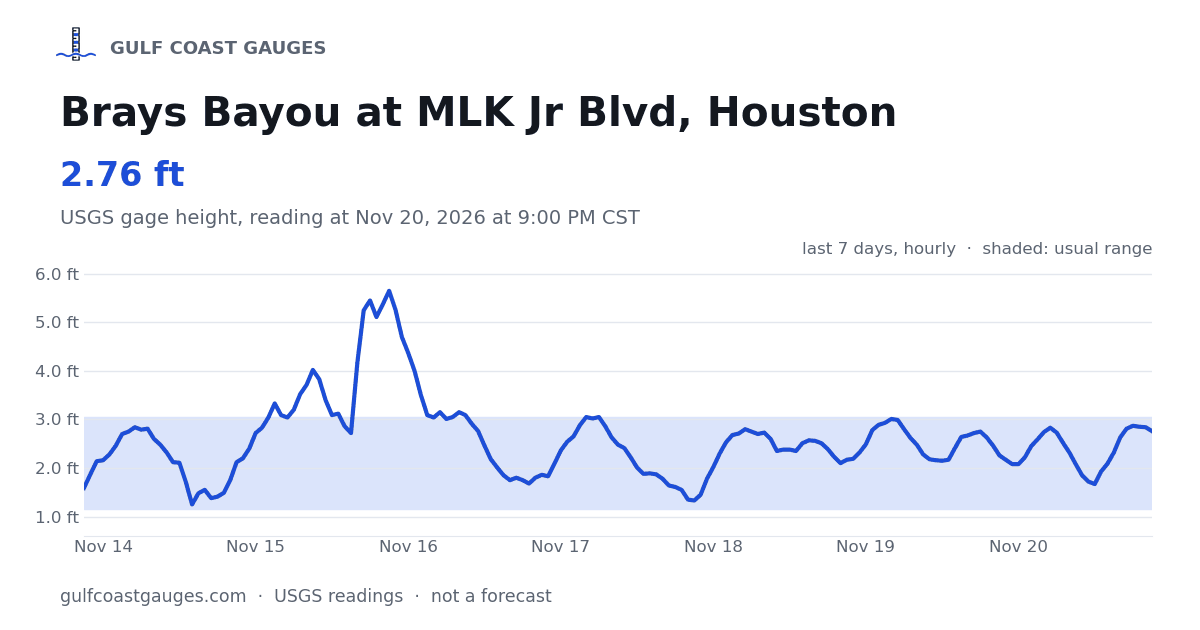 GULF COAST GAUGES
Brays Bayou at MLK Jr Blvd, Houston
2.76 ft
USGS gage height, reading at Nov 20, 2026 at 9:00 PM CST
last 7 days, hourly · shaded: usual range
6.0 ft
5.0 ft
4.0 ft
3.0 ft
2.0 ft
1.0 ft
Nov 14 Nov 15 Nov 16 Nov 17 Nov 18 Nov 19 Nov 20
gulfcoastgauges.com · USGS readings · not a forecast